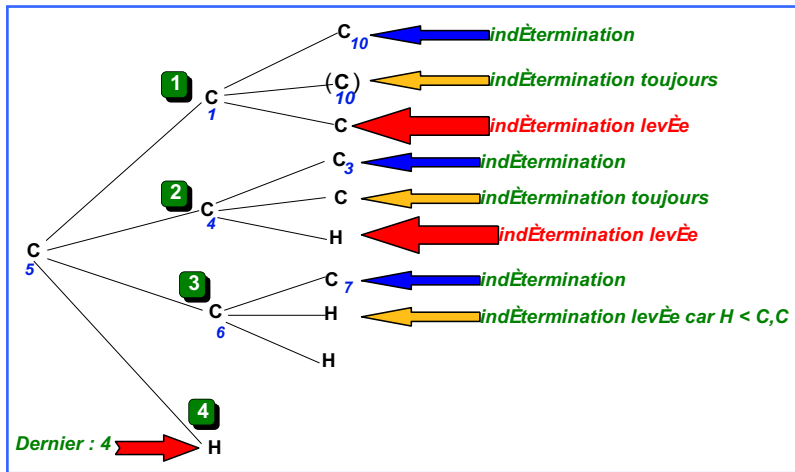 C10 indÈtermination
1 (C)10 indÈtermination toujours
C1
C indÈtermination levÈe
C3 indÈtermination
2 C indÈtermination toujours
C4
H indÈtermination levÈe
C5
C7 indÈtermination
3 H indÈtermination levÈe car H < C,C
C6
H
4
Dernier : 4 H